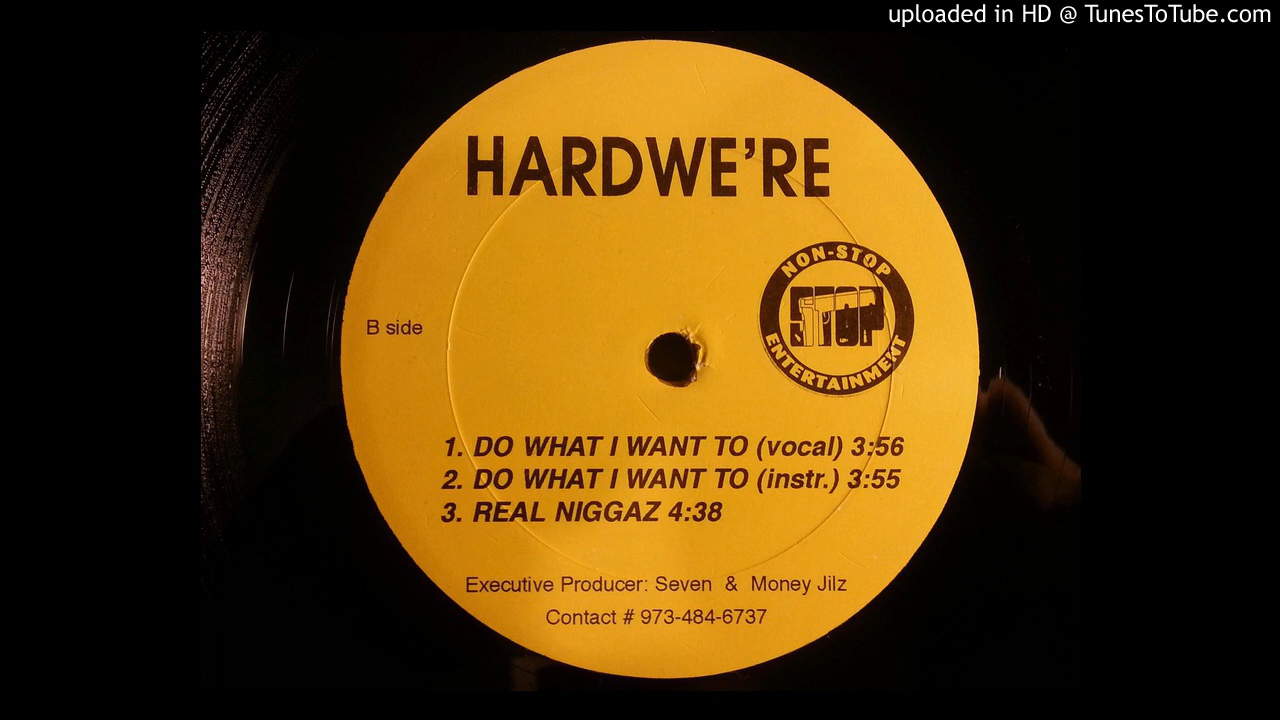 uploaded in HD @ TunesToTube.com
HARDWE'RE
NON-STOP
STOP
ENTERTAINMENT
B side
1. DO WHAT I WANT TO (vocal) 3:56
2. DO WHAT I WANT TO (instr.) 3:55
3. REAL NIGGAZ 4:38
Executive Producer: Seven & Money Jilz
Contact # 973-484-6737